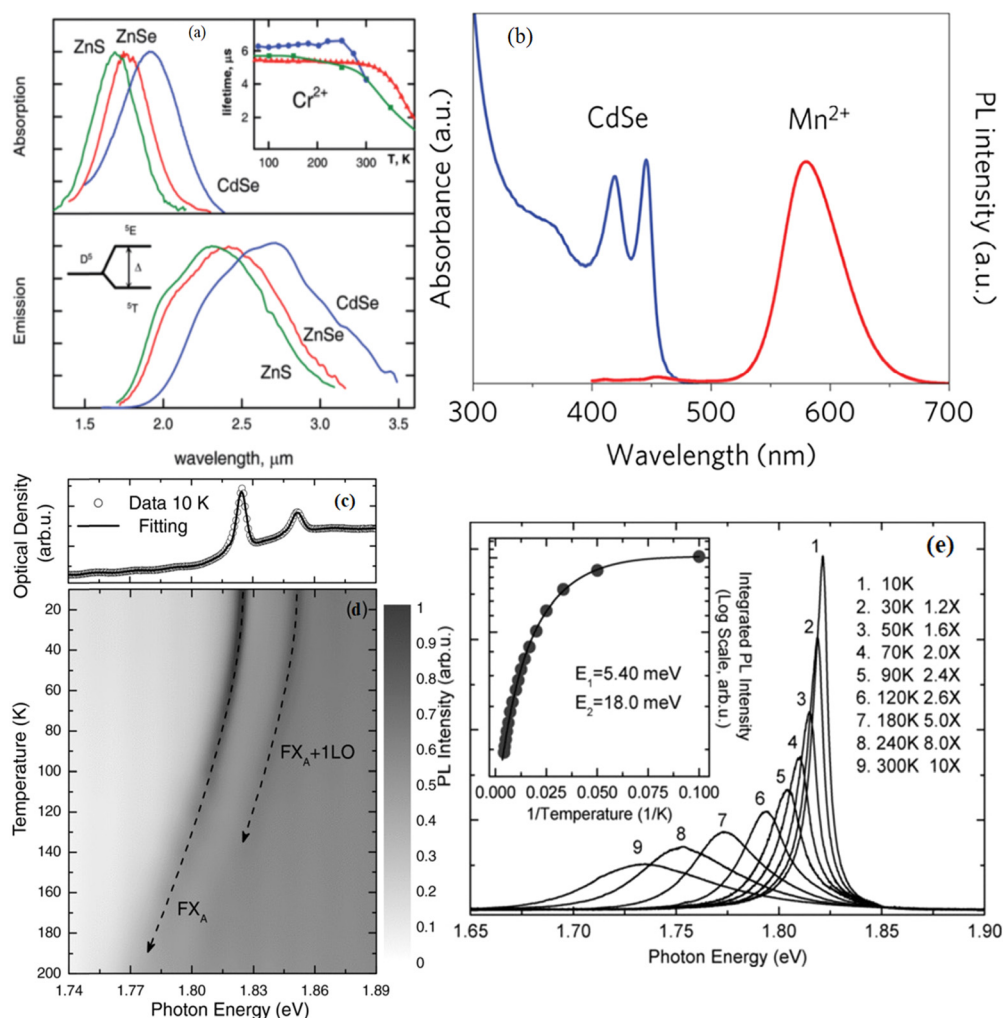 (a)
ZnS
ZnSe
CdSe
Absorption
lifetime, μs
6
4
2
Cr2+
100 200 300 T, K
5E
D5
Δ
5T
CdSe
ZnSe
ZnS
Emission
1.5 2.0 2.5 3.0 3.5
wavelength, μm
(b)
Absorbance (a.u.)
CdSe
Mn2+
PL intensity (a.u.)
300 400 500 600 700
Wavelength (nm)
Optical Density
(arb.u.)
Data 10 K
Fitting
(c)
(d)
Temperature (K)
20
40
60
80
100
120
140
160
180
200
FXA+1LO
FXA
1.74 1.77 1.80 1.83 1.86 1.89
Photon Energy (eV)
1
0.9
0.8
0.7
0.6
0.5
0.4
0.3
0.2
0.1
0
PL Intensity (arb.u.)
(e)
E1=5.40 meV
E2=18.0 meV
Integrated PL Intensity
(Log Scale, arb.u.)
0.000 0.025 0.050 0.075 0.100
1/Temperature (1/K)
1
2
3
4
5
6
7
8
9
1. 10K
2. 30K 1.2X
3. 50K 1.6X
4. 70K 2.0X
5. 90K 2.4X
6. 120K 2.6X
7. 180K 5.0X
8. 240K 8.0X
9. 300K 10X
1.65 1.70 1.75 1.80 1.85 1.90
Photon Energy (eV)